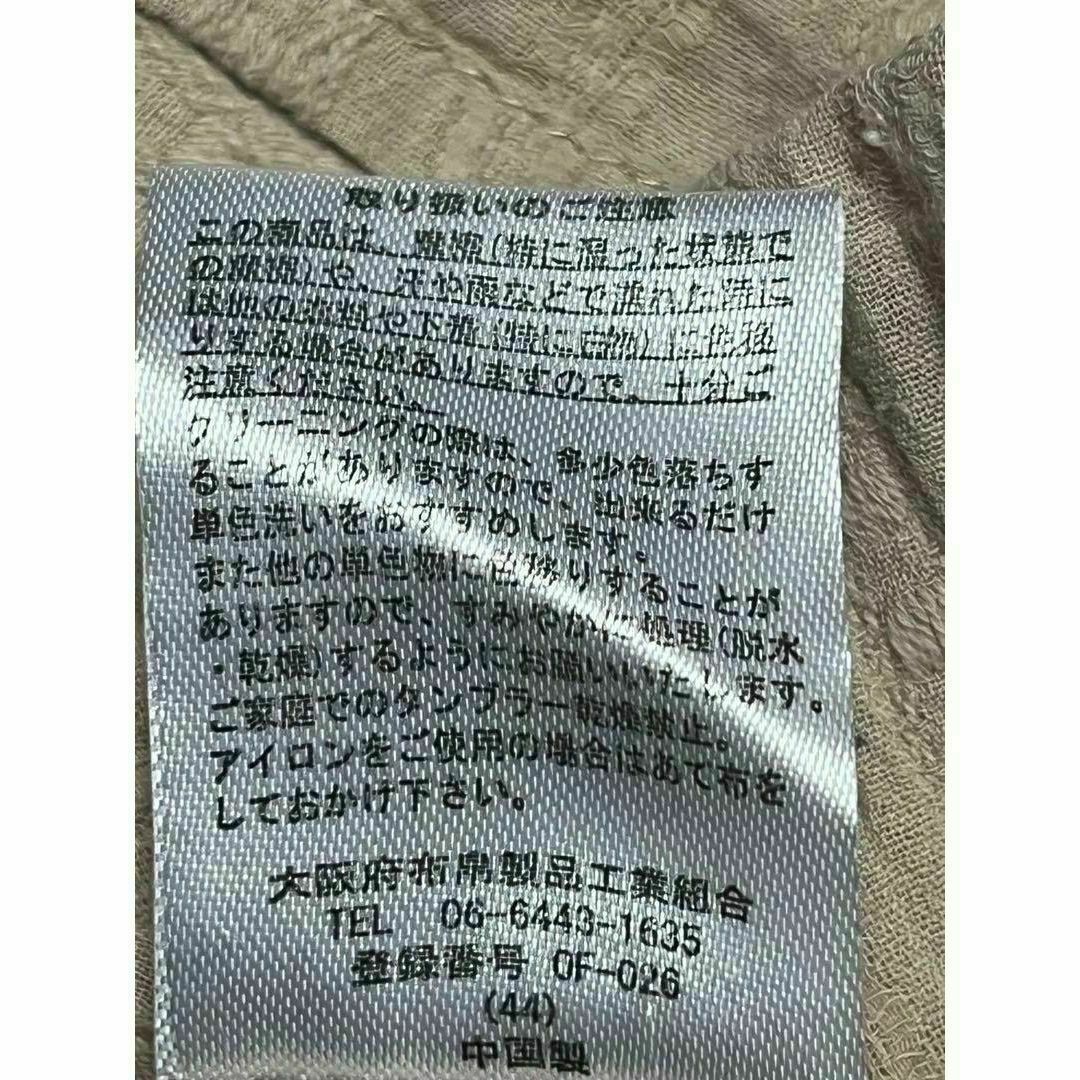 取り扱いのご注意
この商品は、摩擦(特に湿った状態で
の摩擦)や、汗や雨などで濡れた時に
は他の衣料や下着(特に白物)に色移
りする場合がありますので、十分ご
注意ください。
クリーニングの際は、多少色落ちす
ることがありますので、出来るだけ
単色洗いをおすすめします。
また他の単色物に色移りすることが
ありますので、すみやかに処理(脱水
・乾燥)するようにお願いいたします。
ご家庭でのタンブラー乾燥禁止。
アイロンをご使用の場合はあて布を
しておかけ下さい。
大阪府布帛製品工業組合
TEL 06-6443-1635
登録番号 OF-026
(44)
中国製